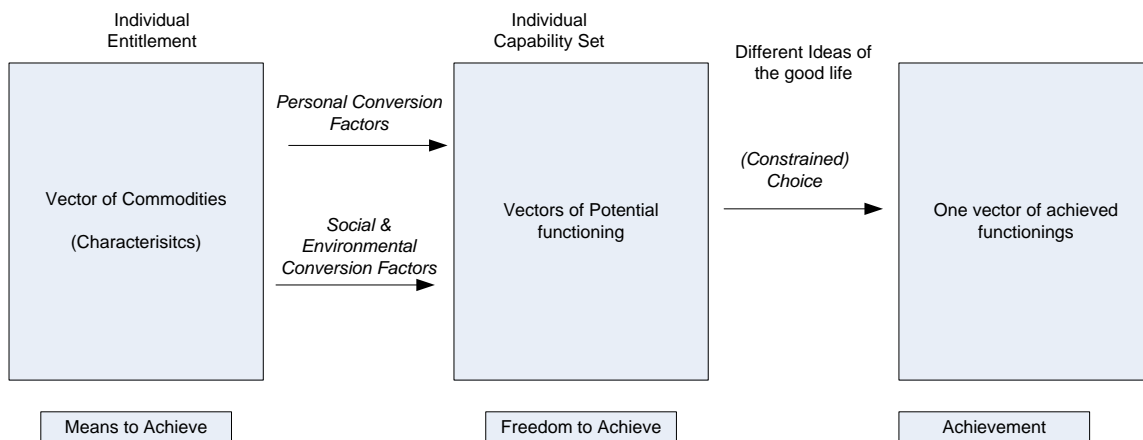 Individual
Entitlement
Individual
Capability Set
Different Ideas of
the good life
Personal Conversion
Factors
Vector of Commodities
(Characterisitcs)
Social &
Environmental
Conversion Factors
Vectors of Potential
functioning
(Constrained)
Choice
One vector of achieved
functionings
Means to Achieve
Freedom to Achieve
Achievement